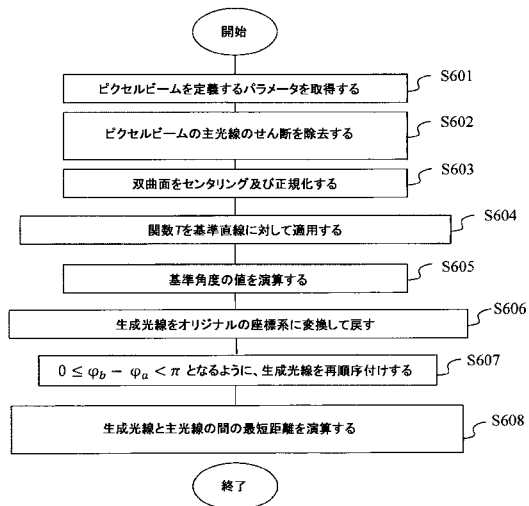 開始
ピクセルビームを定義するパラメータを取得する
S601
ピクセルビームの主光線のせん断を除去する
S602
双曲面をセンタリング及び正規化する
S603
関数Tを基準直線に対して適用する
S604
基準角度の値を演算する
S605
生成光線をオリジナルの座標系に変換して戻す
S606
0 ≤ φ_b − φ_a < π となるように、生成光線を再順序付けする
S607
生成光線と主光線の間の最短距離を演算する
S608
終了